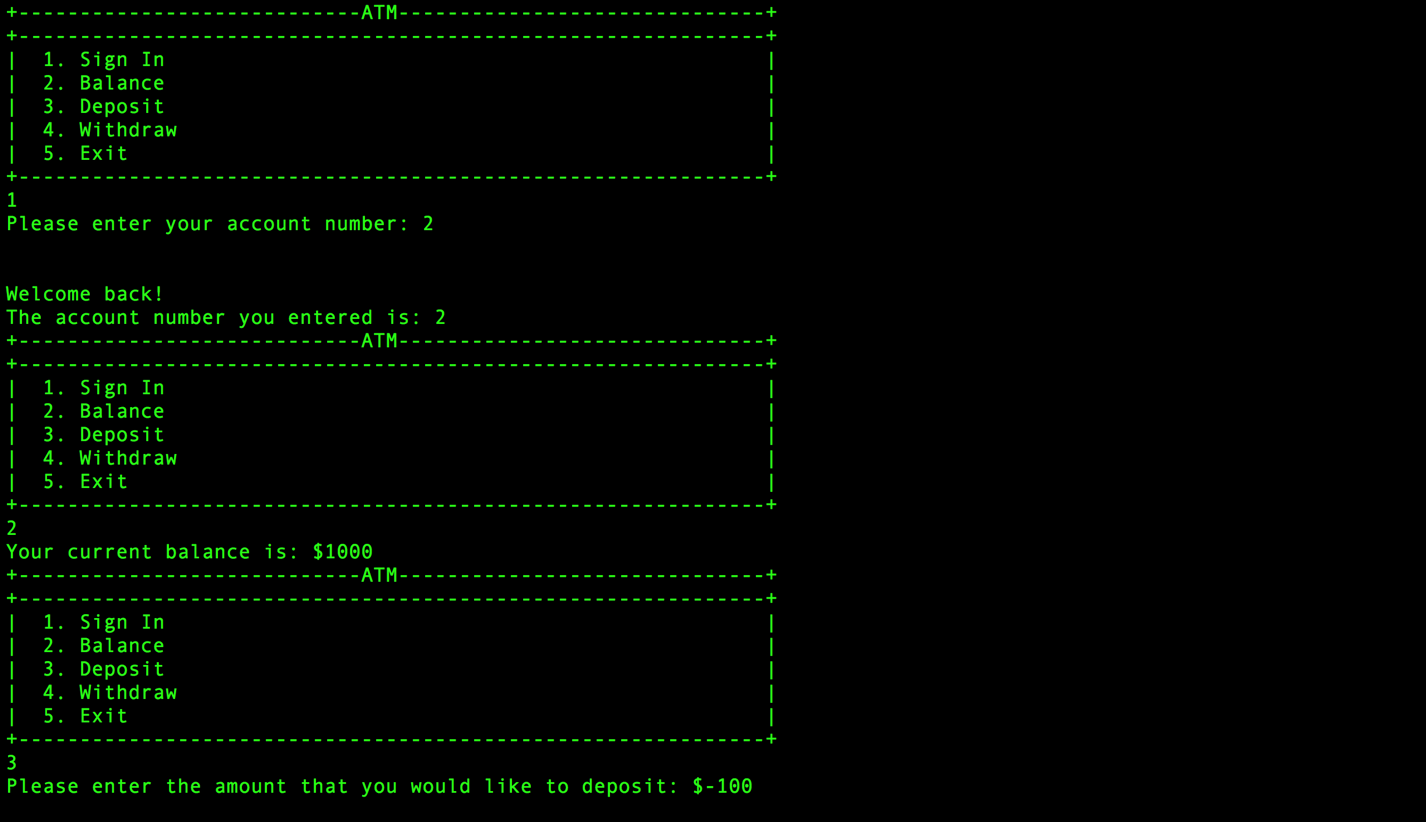 +----------------------------ATM------------------------------+
+-------------------------------------------------------------+
|  1. Sign In                                                  |
|  2. Balance                                                  |
|  3. Deposit                                                  |
|  4. Withdraw                                                 |
|  5. Exit                                                     |
+-------------------------------------------------------------+
1
Please enter your account number: 2
Welcome back!
The account number you entered is: 2
+----------------------------ATM------------------------------+
+-------------------------------------------------------------+
|  1. Sign In                                                  |
|  2. Balance                                                  |
|  3. Deposit                                                  |
|  4. Withdraw                                                 |
|  5. Exit                                                     |
+-------------------------------------------------------------+
2
Your current balance is: $1000
+----------------------------ATM------------------------------+
+-------------------------------------------------------------+
|  1. Sign In                                                  |
|  2. Balance                                                  |
|  3. Deposit                                                  |
|  4. Withdraw                                                 |
|  5. Exit                                                     |
+-------------------------------------------------------------+
3
Please enter the amount that you would like to deposit: $-100